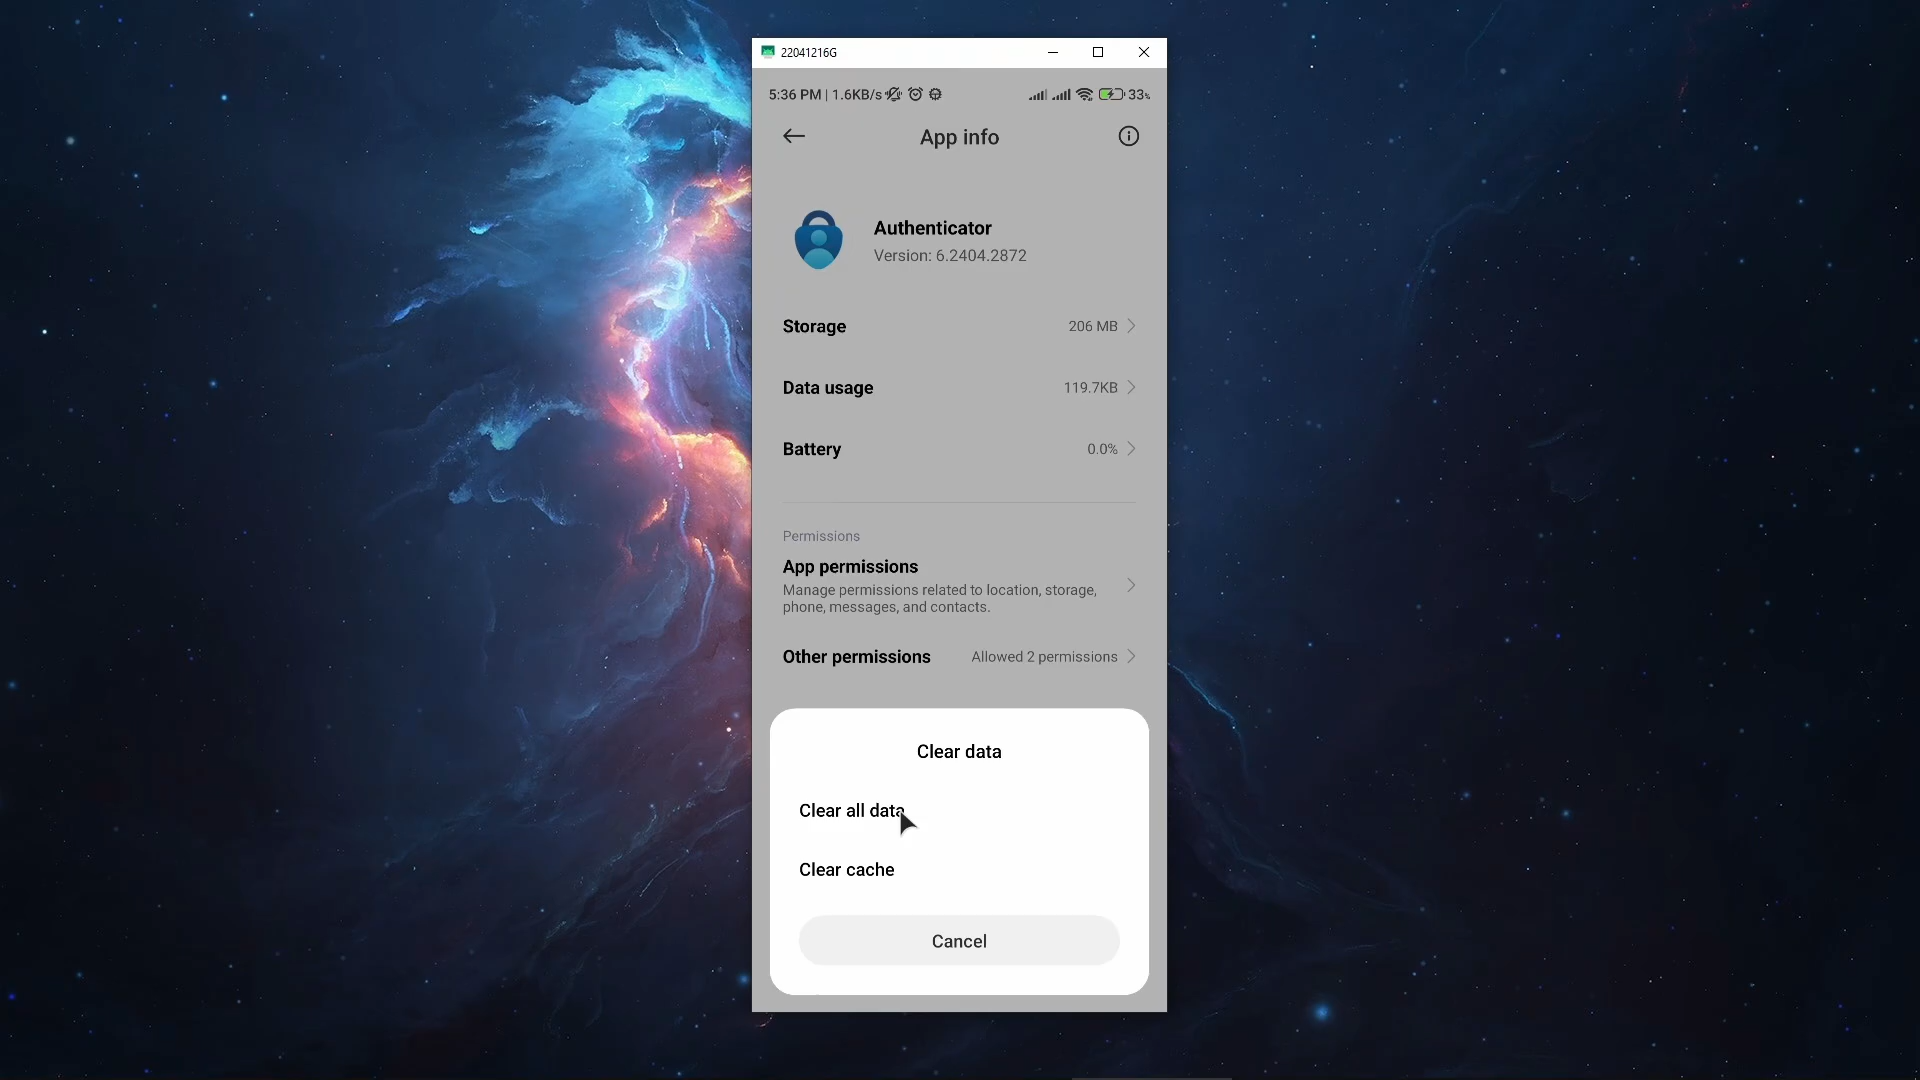 22041216G
5:36 PM | 1.6KB/s
33%
App info
Authenticator
Version: 6.2404.2872
Storage 206 MB
Data usage 119.7KB
Battery 0.0%
Permissions
App permissions
Manage permissions related to location, storage,
phone, messages, and contacts.
Other permissions Allowed 2 permissions
Clear data
Clear all data
Clear cache
Cancel